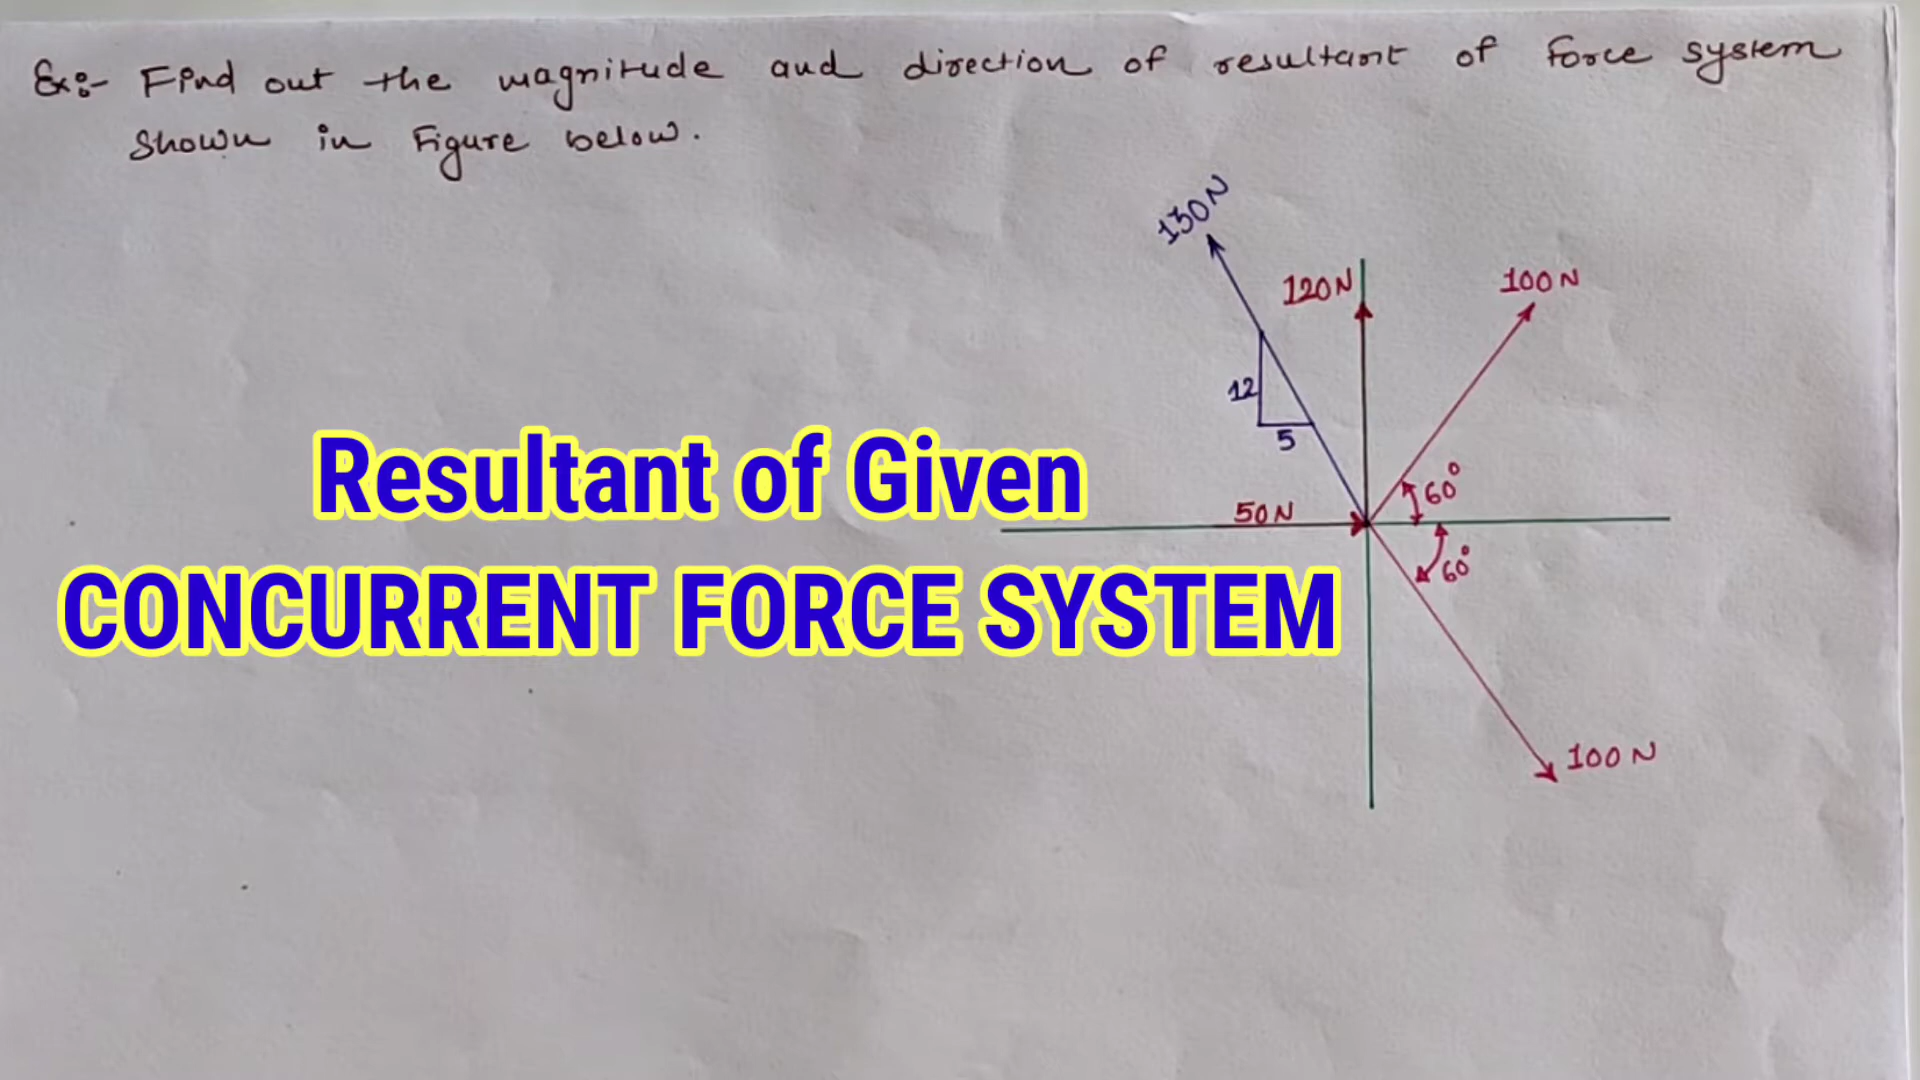 Ex:- Find out the magnitude and direction of resultant of force system
shown in Figure below.
130N
120N
100N
12
5
60°
50N
60°
100N
Resultant of Given
CONCURRENT FORCE SYSTEM